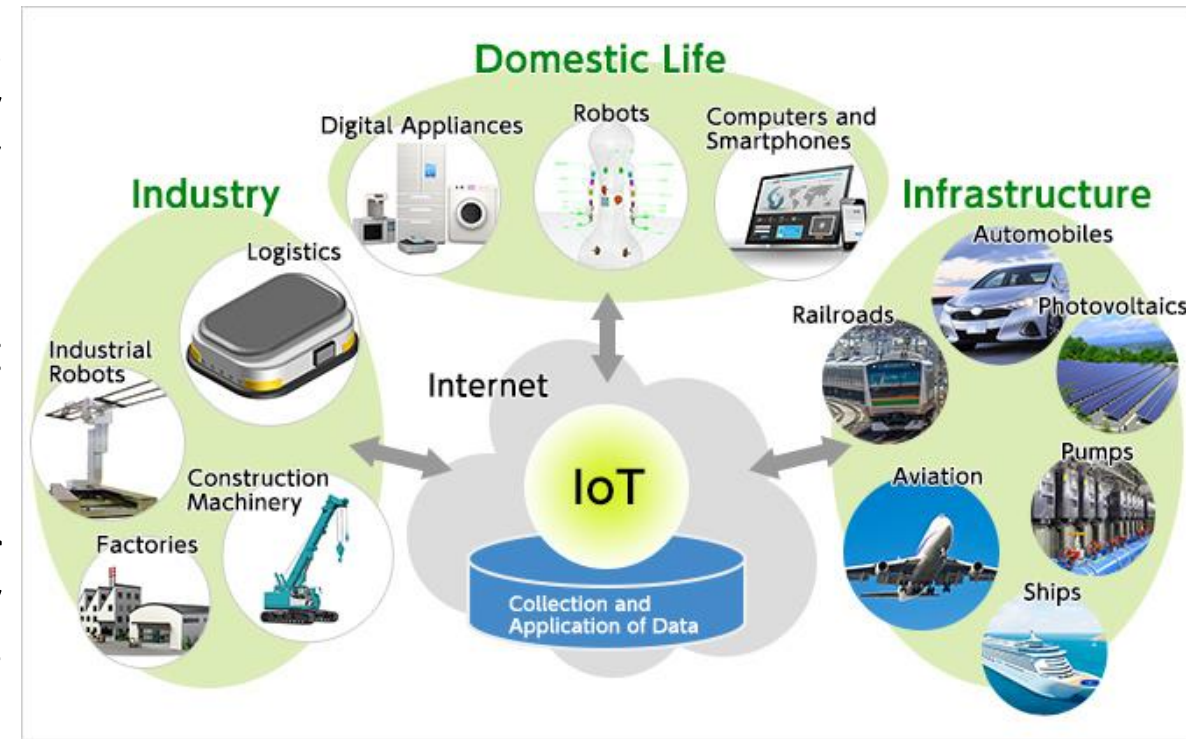 Domestic Life
Digital Appliances
Robots
Computers and
Smartphones
Industry
Logistics
Industrial
Robots
Construction
Machinery
Factories
Internet
IoT
Collection and
Application of Data
Infrastructure
Automobiles
Railroads
Photovoltaics
Pumps
Aviation
Ships